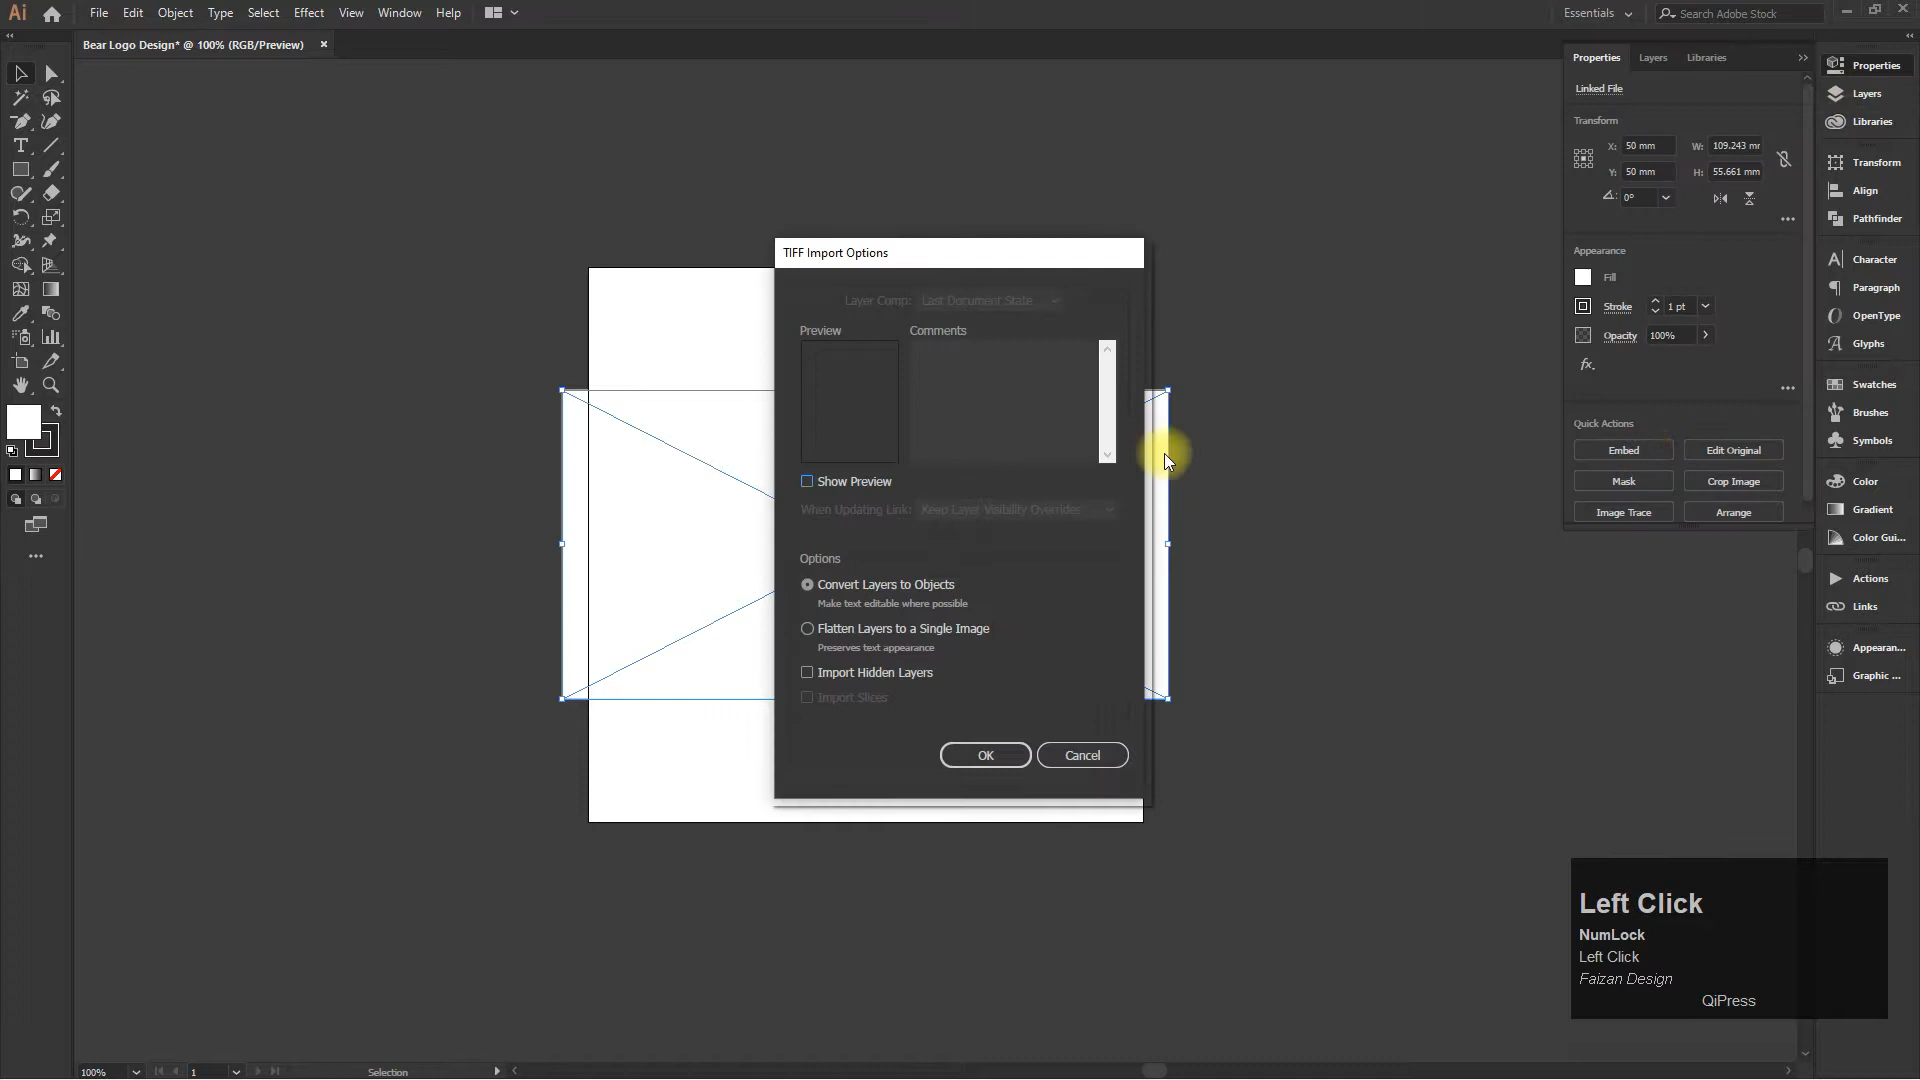 Ai File Edit Object Type Select Effect View Window Help Essentials Search Adobe Stock
Bear Logo Design* @ 100% (RGB/Preview) ×
Properties Layers Libraries
Linked File
Transform
X: 50 mm W: 109.243 mm
Y: 50 mm H: 55.661 mm
0°
Appearance
Fill
Stroke 1 pt
Opacity 100%
fx.
Quick Actions
Embed Edit Original
Mask Crop Image
Image Trace Arrange
Properties
Layers
Libraries
Transform
Align
Pathfinder
Character
Paragraph
OpenType
Glyphs
Swatches
Brushes
Symbols
Color
Gradient
Color Gui...
Actions
Links
Appearan...
Graphic ...
TIFF Import Options
Layer Comp: Last Document State
Preview Comments
Show Preview
When Updating Link: Keep Layer Visibility Overrides
Options
Convert Layers to Objects
Make text editable where possible
Flatten Layers to a Single Image
Preserves text appearance
Import Hidden Layers
Import Slices
OK Cancel
Left Click
NumLock
Left Click
Faizan Design
QiPress
100% 1 Selection